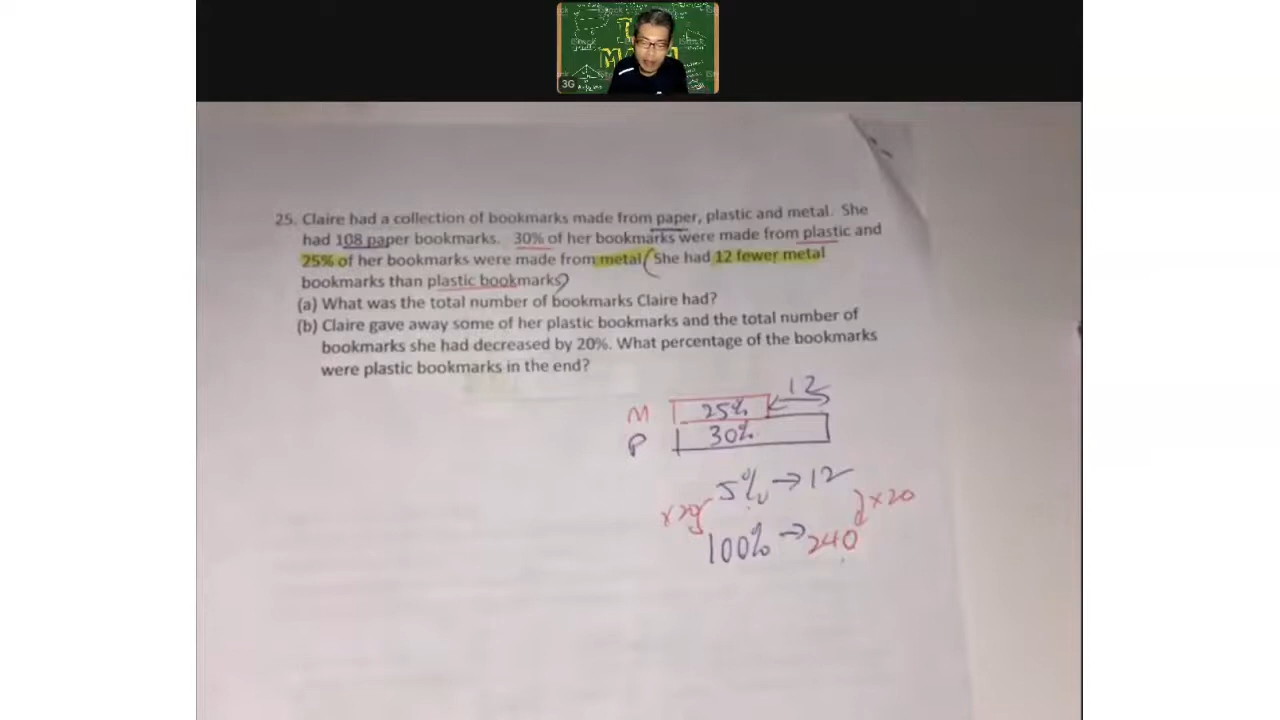 3G
25. Claire had a collection of bookmarks made from paper, plastic and metal. She
had 108 paper bookmarks. 30% of her bookmarks were made from plastic and
25% of her bookmarks were made from metal (She had 12 fewer metal
bookmarks than plastic bookmarks)
(a) What was the total number of bookmarks Claire had?
(b) Claire gave away some of her plastic bookmarks and the total number of
bookmarks she had decreased by 20%. What percentage of the bookmarks
were plastic bookmarks in the end?
12
M 25%
P 30%
5% → 12
×20 ×20
100% → 240